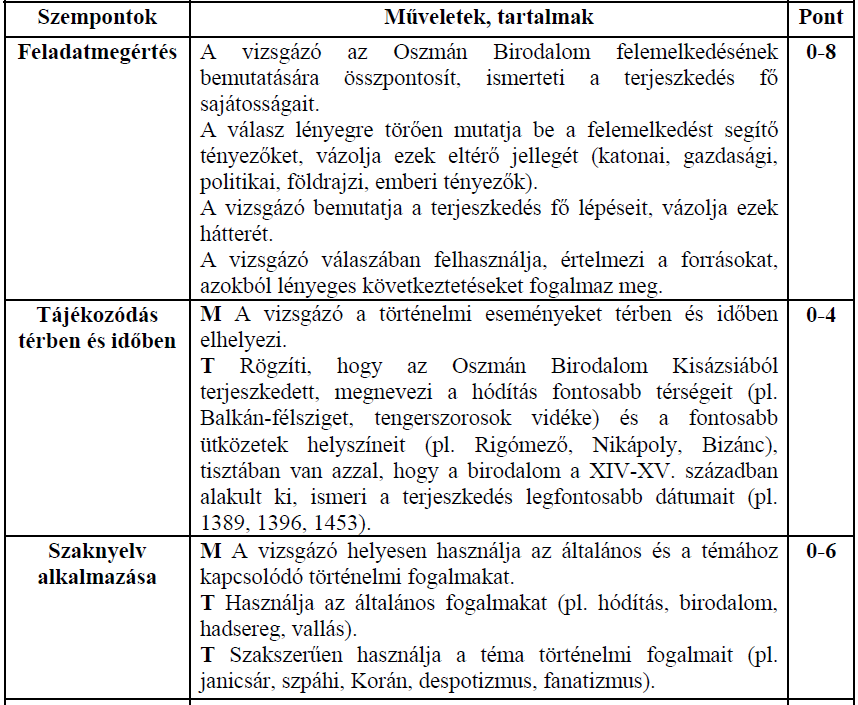 Szempontok Műveletek, tartalmak Pont
Feladatmegértés A vizsgázó az Oszmán Birodalom felemelkedésének 0-8
bemutatására összpontosít, ismerteti a terjeszkedés fő
sajátosságait.
A válasz lényegre törően mutatja be a felemelkedést segítő
tényezőket, vázolja ezek eltérő jellegét (katonai, gazdasági,
politikai, földrajzi, emberi tényezők).
A vizsgázó bemutatja a terjeszkedés fő lépéseit, vázolja ezek
hátterét.
A vizsgázó válaszában felhasználja, értelmezi a forrásokat,
azokból lényeges következtetéseket fogalmaz meg.
Tájékozódás M A vizsgázó a történelmi eseményeket térben és időben 0-4
térben és időben elhelyezi.
T Rögzíti, hogy az Oszmán Birodalom Kisázsiából
terjeszkedett, megnevezi a hódítás fontosabb térségeit (pl.
Balkán-félsziget, tengerszorosok vidéke) és a fontosabb
ütközetek helyszíneit (pl. Rigómező, Nikápoly, Bizánc),
tisztában van azzal, hogy a birodalom a XIV-XV. században
alakult ki, ismeri a terjeszkedés legfontosabb dátumait (pl.
1389, 1396, 1453).
Szaknyelv M A vizsgázó helyesen használja az általános és a témához 0-6
alkalmazása kapcsolódó történelmi fogalmakat.
T Használja az általános fogalmakat (pl. hódítás, birodalom,
hadsereg, vallás).
T Szakszerűen használja a téma történelmi fogalmait (pl.
janicsár, szpáhi, Korán, despotizmus, fanatizmus).